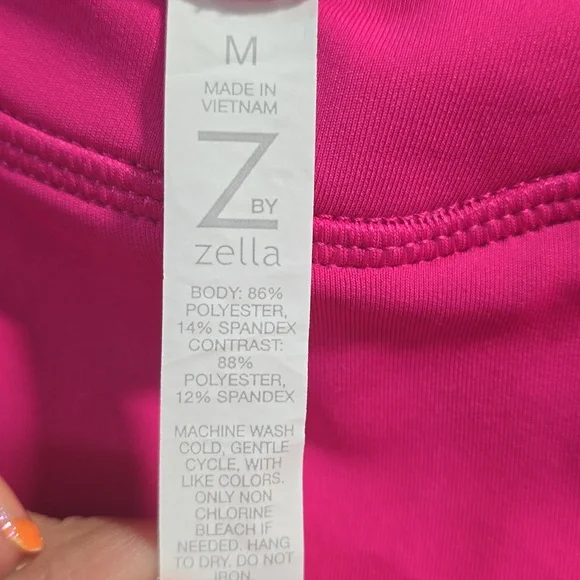 M
MADE IN
VIETNAM
Z BY
zella
BODY: 86%
POLYESTER,
14% SPANDEX
CONTRAST:
88%
POLYESTER,
12% SPANDEX
MACHINE WASH
COLD, GENTLE
CYCLE, WITH
LIKE COLORS.
ONLY NON
CHLORINE
BLEACH IF
NEEDED. HANG
TO DRY. DO NOT
IRON.